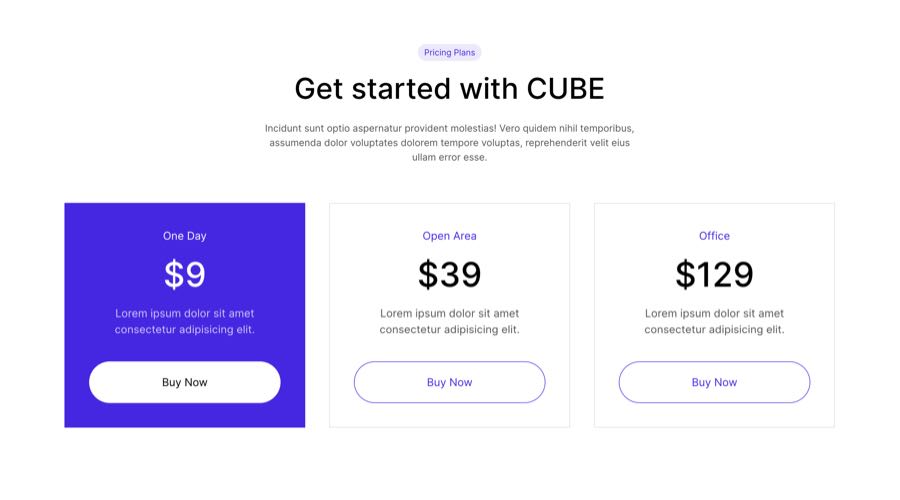 Pricing Plans
Get started with CUBE
Incidunt sunt optio aspernatur provident molestias! Vero quidem nihil temporibus,
assumenda dolor voluptates dolorem tempore voluptas, reprehenderit velit eius
ullam error esse.
One Day
$9
Lorem ipsum dolor sit amet
consectetur adipisicing elit.
Buy Now
Open Area
$39
Lorem ipsum dolor sit amet
consectetur adipisicing elit.
Buy Now
Office
$129
Lorem ipsum dolor sit amet
consectetur adipisicing elit.
Buy Now